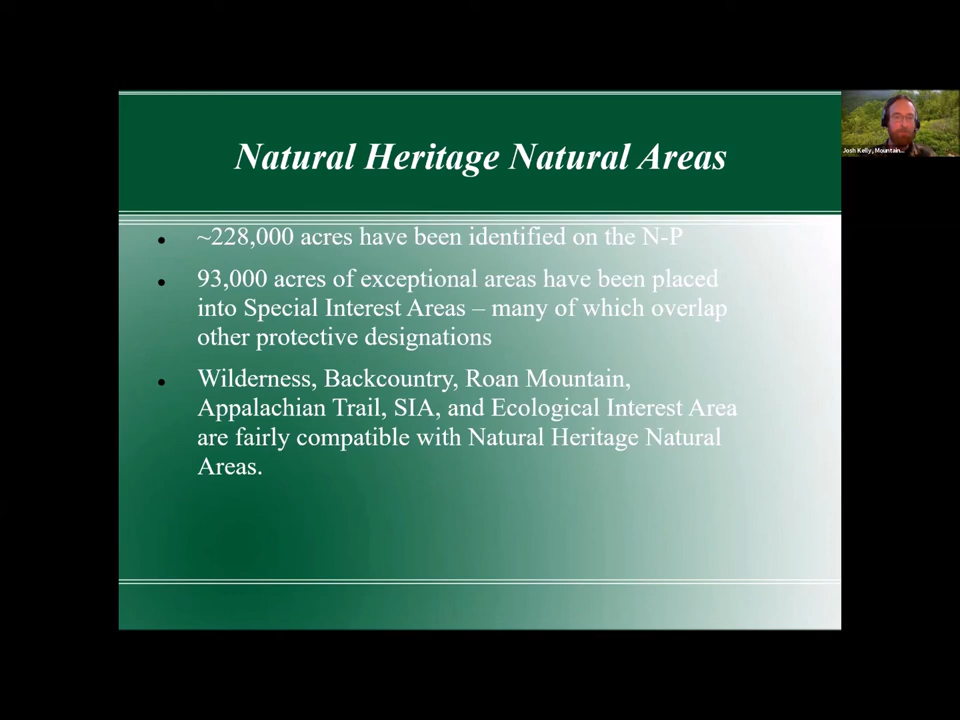 Natural Heritage Natural Areas
~228,000 acres have been identified on the N-P
93,000 acres of exceptional areas have been placed
into Special Interest Areas – many of which overlap
other protective designations
Wilderness, Backcountry, Roan Mountain,
Appalachian Trail, SIA, and Ecological Interest Area
are fairly compatible with Natural Heritage Natural
Areas.
Josh Kelly, Mountain...